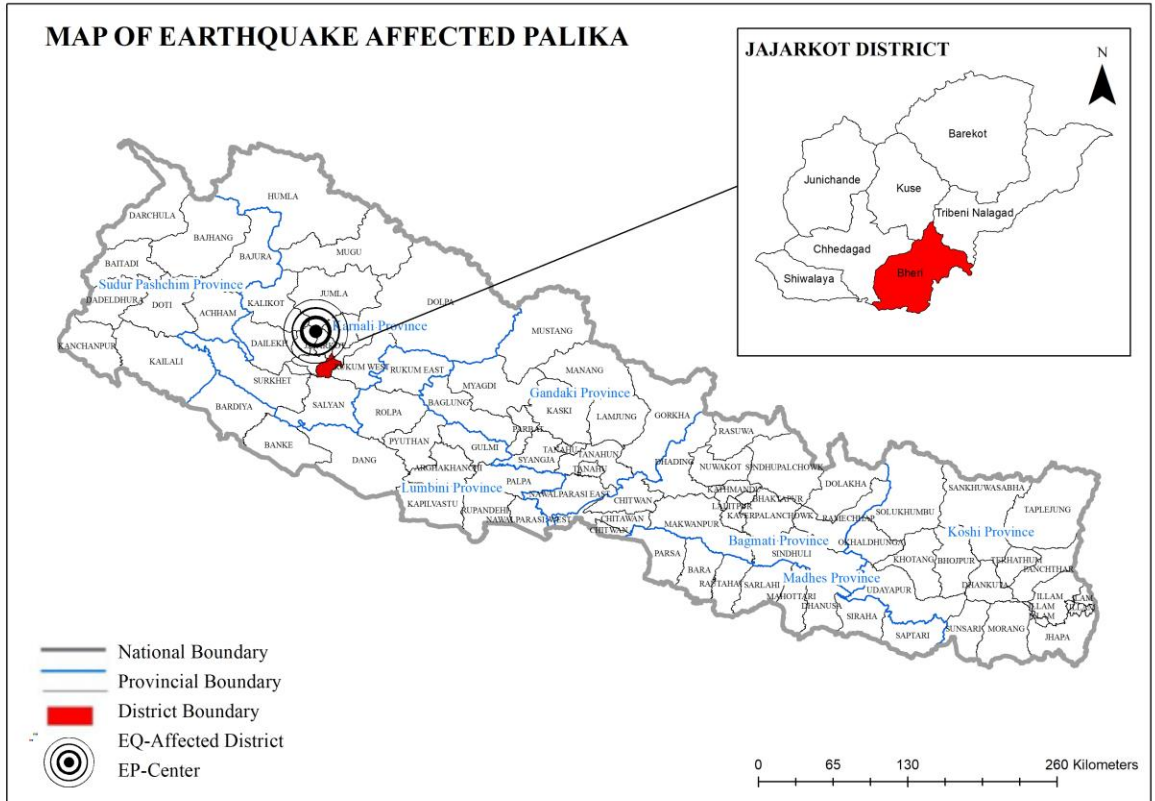 MAP OF EARTHQUAKE AFFECTED PALIKA
JAJARKOT DISTRICT
N
Barekot
Junichande
Kuse
Tribeni Nalagad
Chhedagad
Bheri
Shiwalaya
HUMLA
DARCHULA
BAJHANG
MUGU
BAJURA
BAITADI
Sudur Pashchim Province
JUMLA
DADELDHURA
DOTI
KALIKOT
DOLPA
ACHHAM
Karnali Province
MUSTANG
KANCHANPUR
DAILEKH
KAILALI
RUKUM WEST
RUKUM EAST
MANANG
SURKHET
MYAGDI
Gandaki Province
BARDIYA
SALYAN
BAGLUNG
KASKI
ROLPA
LAMJUNG
GORKHA
PARBAT
RASUWA
BANKE
PYUTHAN
GULMI
TANAHU
TANAHUN
DANG
SYANGJA
DHADING
NUWAKOT
SINDHUPALCHOWK
ARGHAKHANCHI
TANAHU
DOLAKHA
SANKHUWASABHA
PALPA
KATHMANDU
Lumbini Province
NAWALPARASI EAST
CHITWAN
BHAKTAPUR
SOLUKHUMBU
TAPLEJUNG
KAPILVASTU
RUPANDEHI
LALITPUR
KAVERPALANCHOWK
NAWALPARASI WEST
CHITAWAN
MAKWANPUR
RAMECHHAP
CHITWAN
Koshi Province
Bagmati Province
OKHALDHUNGA
PARSA
SINDHULI
KHOTANG
BHOJPUR
TERHATHUM
BARA
PANCHTHAR
RAUTAHAT
SARLAHI
Madhes Province
DHANKUTA
MAHOTTARI
UDAYAPUR
ILLAM
DHANUSA
ILLAM
SIRAHA
SUNSARI
MORANG
SAPTARI
JHAPA
National Boundary
Provincial Boundary
District Boundary
EQ-Affected District
EP-Center
0 65 130 260 Kilometers